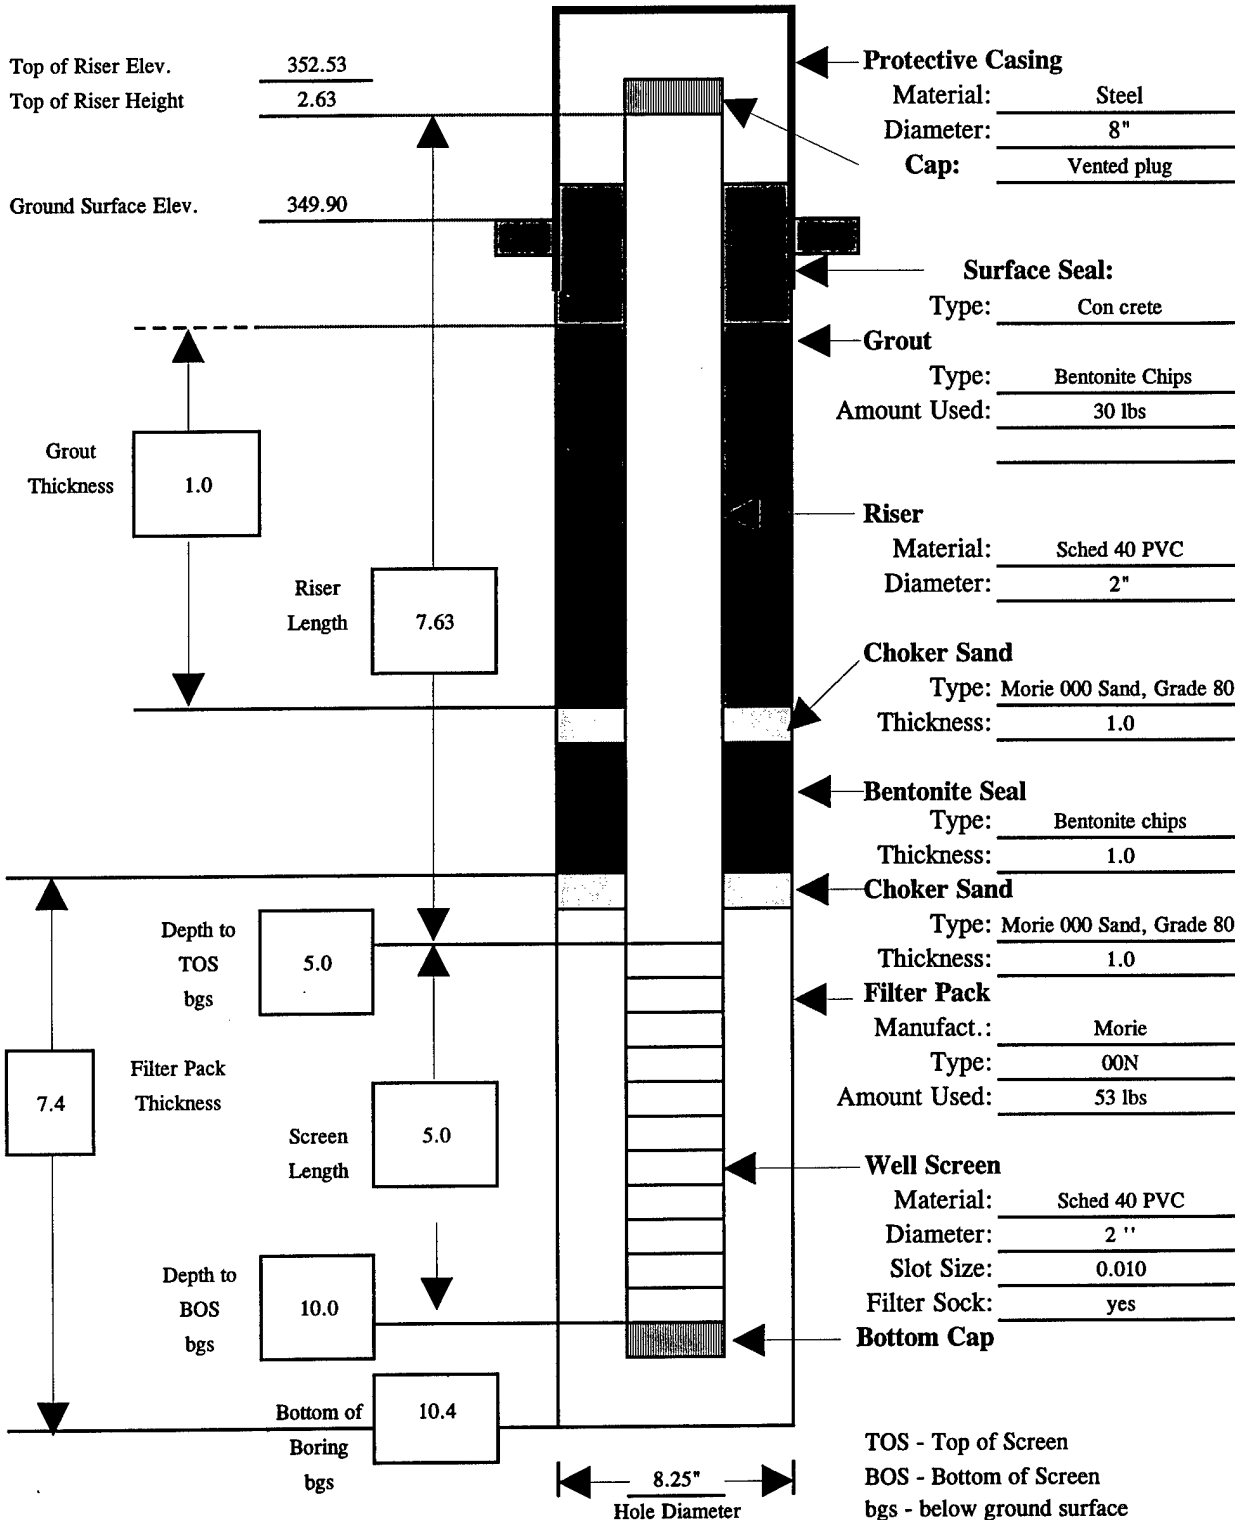 Top of Riser Elev. 352.53
Top of Riser Height 2.63
Ground Surface Elev. 349.90
Grout
Thickness
1.0
Riser
Length
7.63
Depth to
TOS
bgs
5.0
Filter Pack
Thickness
7.4
Screen
Length
5.0
Depth to
BOS
bgs
10.0
Bottom of
Boring
bgs
10.4
8.25"
Hole Diameter
Protective Casing
Material: Steel
Diameter: 8"
Cap: Vented plug
Surface Seal:
Type: Con crete
Grout
Type: Bentonite Chips
Amount Used: 30 lbs
Riser
Material: Sched 40 PVC
Diameter: 2"
Choker Sand
Type: Morie 000 Sand, Grade 80
Thickness: 1.0
Bentonite Seal
Type: Bentonite chips
Thickness: 1.0
Choker Sand
Type: Morie 000 Sand, Grade 80
Thickness: 1.0
Filter Pack
Manufact.: Morie
Type: 00N
Amount Used: 53 lbs
Well Screen
Material: Sched 40 PVC
Diameter: 2 ''
Slot Size: 0.010
Filter Sock: yes
Bottom Cap
TOS - Top of Screen
BOS - Bottom of Screen
bgs - below ground surface